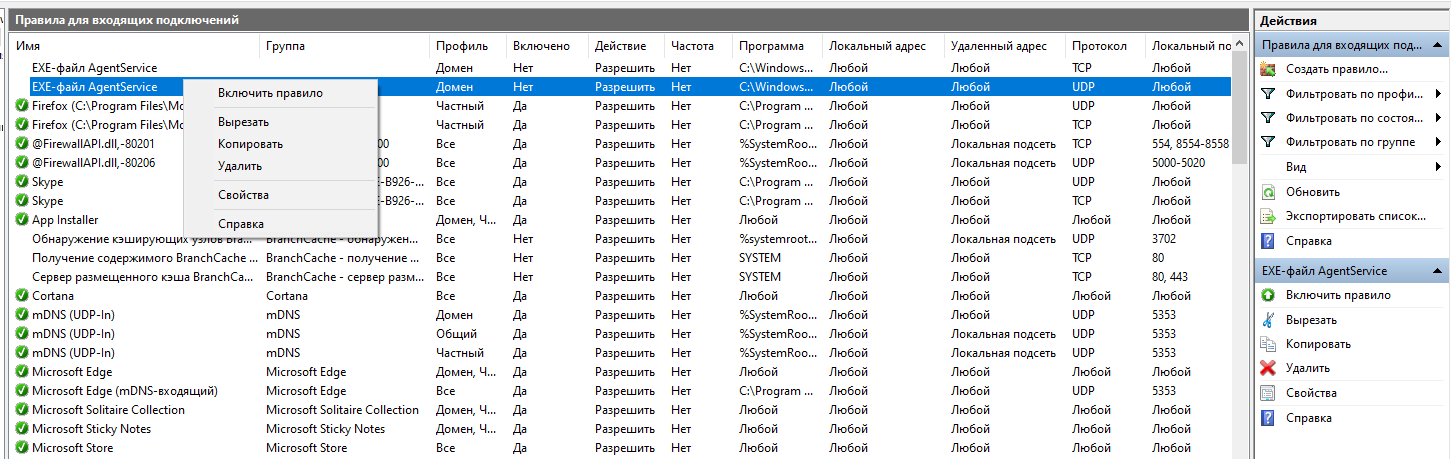 Правила для входящих подключений
Имя Группа Профиль Включено Действие Частота Программа Локальный адрес Удаленный адрес Протокол Локальный по
EXE-файл AgentService Домен Нет Разрешить Нет C:\Windows... Любой Любой TCP Любой
EXE-файл AgentService Домен Нет Разрешить Нет C:\Windows... Любой Любой UDP Любой
Firefox (C:\Program Files\Mo Частный Да Разрешить Нет C:\Program ... Любой Любой UDP Любой
Firefox (C:\Program Files\Mo Частный Да Разрешить Нет C:\Program ... Любой Любой TCP Любой
@FirewallAPI.dll,-80201 00 Все Да Разрешить Нет %SystemRoo... Любой Локальная подсеть TCP 554, 8554-8558
@FirewallAPI.dll,-80206 00 Все Да Разрешить Нет %SystemRoo... Любой Локальная подсеть UDP 5000-5020
Skype E-B926-... Все Да Разрешить Нет C:\Program ... Любой Любой TCP Любой
Skype E-B926-... Все Да Разрешить Нет C:\Program ... Любой Любой UDP Любой
App Installer Домен, Ч... Да Разрешить Нет Любой Любой Любой Любой Любой
Обнаружение кэширующих узлов Bra... BranchCache - обнаружен... Все Нет Разрешить Нет %systemroot... Любой Локальная подсеть UDP 3702
Получение содержимого BranchCache ... BranchCache - получение ... Все Нет Разрешить Нет SYSTEM Любой Любой TCP 80
Сервер размещенного кэша BranchCa... BranchCache - сервер разм... Все Нет Разрешить Нет SYSTEM Любой Любой TCP 80, 443
Cortana Cortana Все Да Разрешить Нет Любой Любой Любой Любой Любой
mDNS (UDP-In) mDNS Домен Да Разрешить Нет %SystemRoo... Любой Любой UDP 5353
mDNS (UDP-In) mDNS Общий Да Разрешить Нет %SystemRoo... Любой Локальная подсеть UDP 5353
mDNS (UDP-In) mDNS Частный Да Разрешить Нет %SystemRoo... Любой Локальная подсеть UDP 5353
Microsoft Edge Microsoft Edge Домен, Ч... Да Разрешить Нет Любой Любой Любой Любой Любой
Microsoft Edge (mDNS-входящий) Microsoft Edge Все Да Разрешить Нет C:\Program ... Любой Любой UDP 5353
Microsoft Solitaire Collection Microsoft Solitaire Collection Домен, Ч... Да Разрешить Нет Любой Любой Любой Любой Любой
Microsoft Sticky Notes Microsoft Sticky Notes Домен, Ч... Да Разрешить Нет Любой Любой Любой Любой Любой
Microsoft Store Microsoft Store Все Да Разрешить Нет Любой Любой Любой Любой Любой
Включить правило
Вырезать
Копировать
Удалить
Свойства
Справка
Действия
Правила для входящих под...
Создать правило...
Фильтровать по профи...
Фильтровать по состоя...
Фильтровать по группе
Вид
Обновить
Экспортировать список...
Справка
EXE-файл AgentService
Включить правило
Вырезать
Копировать
Удалить
Свойства
Справка